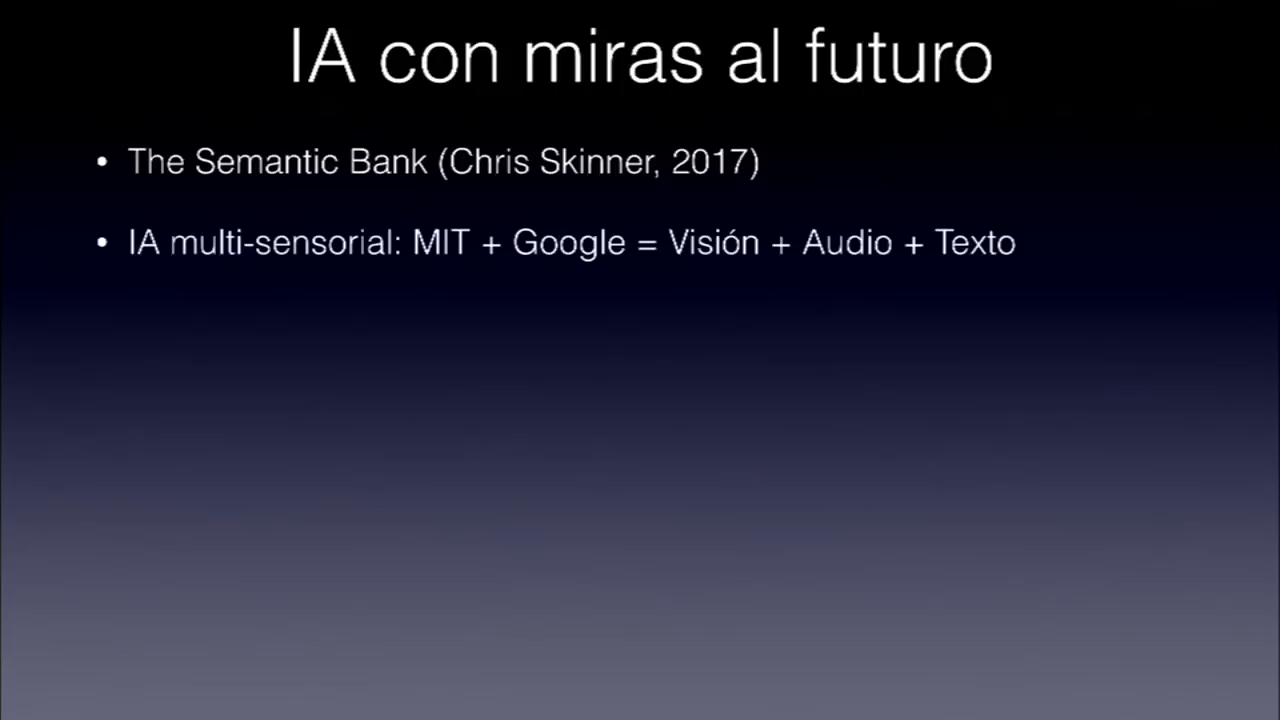 IA con miras al futuro
• The Semantic Bank (Chris Skinner, 2017)
• IA multi-sensorial: MIT + Google = Visión + Audio + Texto